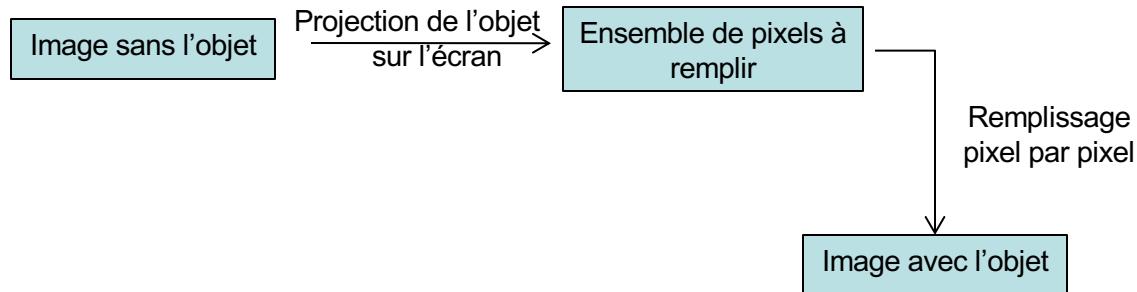 Image sans l’objet
Projection de l’objet
sur l’écran
Ensemble de pixels à
remplir
Remplissage
pixel par pixel
Image avec l’objet